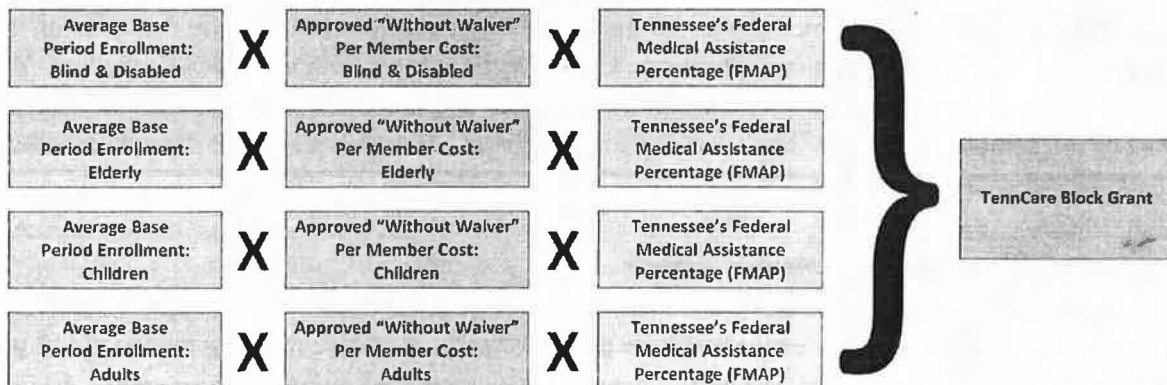 Average Base
Period Enrollment:
Blind & Disabled
X
Approved "Without Waiver"
Per Member Cost:
Blind & Disabled
X
Tennessee's Federal
Medical Assistance
Percentage (FMAP)
Average Base
Period Enrollment:
Elderly
X
Approved "Without Waiver"
Per Member Cost:
Elderly
X
Tennessee's Federal
Medical Assistance
Percentage (FMAP)
Average Base
Period Enrollment:
Children
X
Approved "Without Waiver"
Per Member Cost:
Children
X
Tennessee's Federal
Medical Assistance
Percentage (FMAP)
Average Base
Period Enrollment:
Adults
X
Approved "Without Waiver"
Per Member Cost:
Adults
X
Tennessee's Federal
Medical Assistance
Percentage (FMAP)
}
TennCare Block Grant